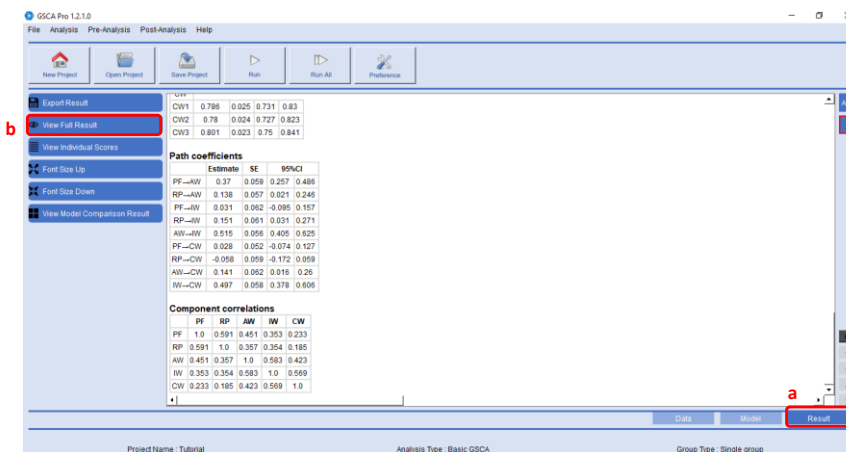 GSCA Pro 1.2.1.0
File Analysis Pre-Analysis Post-Analysis Help
New Project Open Project Save Project Run Run All Preference
Export Result
b View Full Result
View Individual Scores
Font Size Up
Font Size Down
View Model Comparison Result
CW
CW1 0.786 0.025 0.731 0.83
CW2 0.78 0.024 0.727 0.823
CW3 0.801 0.023 0.75 0.841
Path coefficients
Estimate SE 95%CI
PF→AW 0.37 0.059 0.257 0.486
RP→AW 0.138 0.057 0.021 0.246
PF→IW 0.031 0.062 -0.095 0.157
RP→IW 0.151 0.061 0.031 0.271
AW→IW 0.515 0.056 0.405 0.625
PF→CW 0.028 0.052 -0.074 0.127
RP→CW -0.058 0.059 -0.172 0.059
AW→CW 0.141 0.062 0.016 0.26
IW→CW 0.497 0.058 0.378 0.606
Component correlations
PF RP AW IW CW
PF 1.0 0.591 0.451 0.353 0.233
RP 0.591 1.0 0.357 0.354 0.185
AW 0.451 0.357 1.0 0.583 0.423
IW 0.353 0.354 0.583 1.0 0.569
CW 0.233 0.185 0.423 0.569 1.0
a
Data Model Result
Project Name : Tutorial Analysis Type : Basic GSCA Group Type : Single group